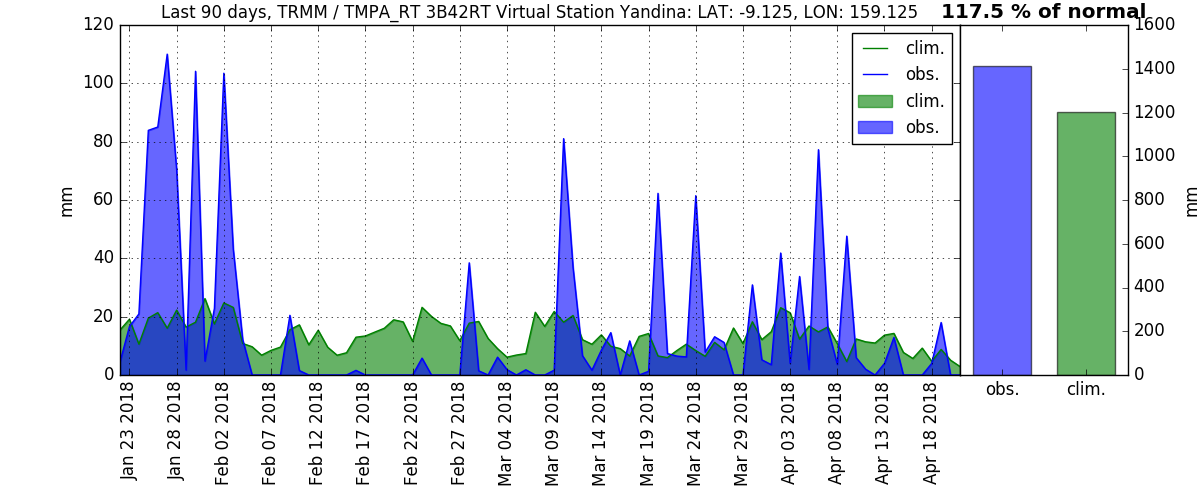 Last 90 days, TRMM / TMPA_RT 3B42RT Virtual Station Yandina: LAT: -9.125, LON: 159.125
117.5 % of normal
120
100
80
60
40
20
0
mm
clim.
obs.
clim.
obs.
1600
1400
1200
1000
800
600
400
200
0
mm
Jan 23 2018
Jan 28 2018
Feb 02 2018
Feb 07 2018
Feb 12 2018
Feb 17 2018
Feb 22 2018
Feb 27 2018
Mar 04 2018
Mar 09 2018
Mar 14 2018
Mar 19 2018
Mar 24 2018
Mar 29 2018
Apr 03 2018
Apr 08 2018
Apr 13 2018
Apr 18 2018
obs.
clim.